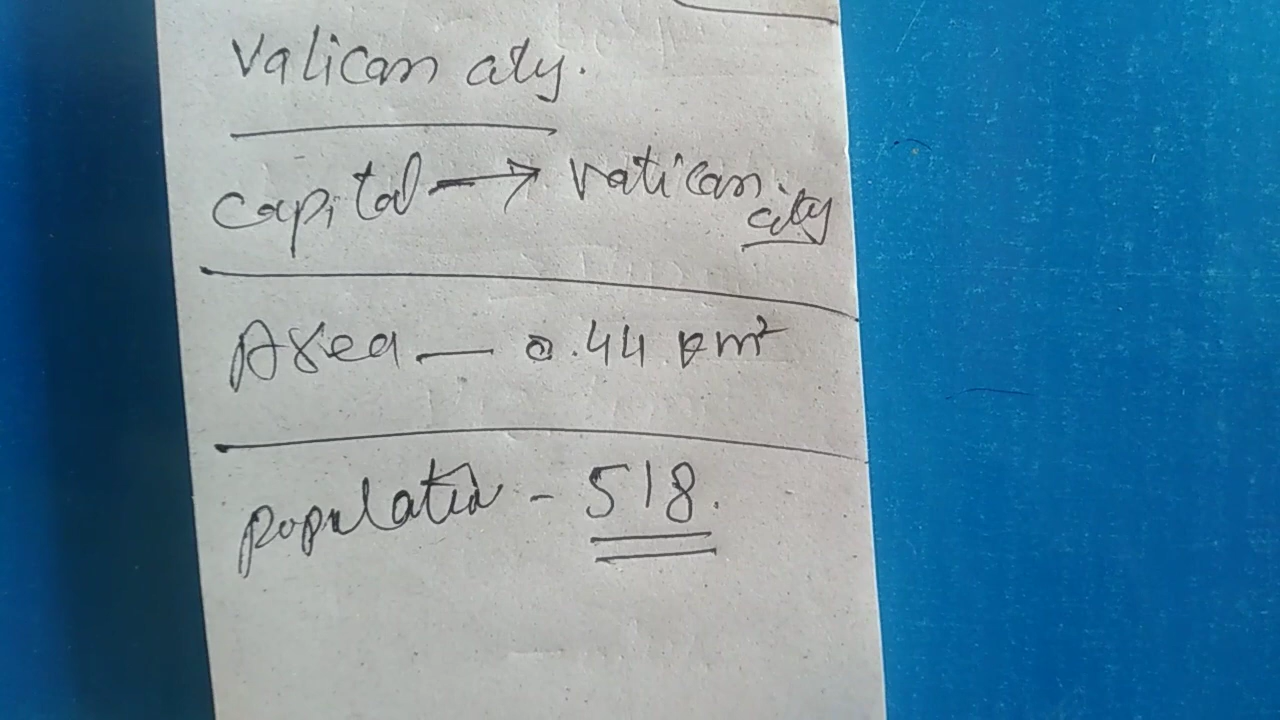 Vatican city.
Capital → Vatican city
Area — 0.44 km²
population - 518.